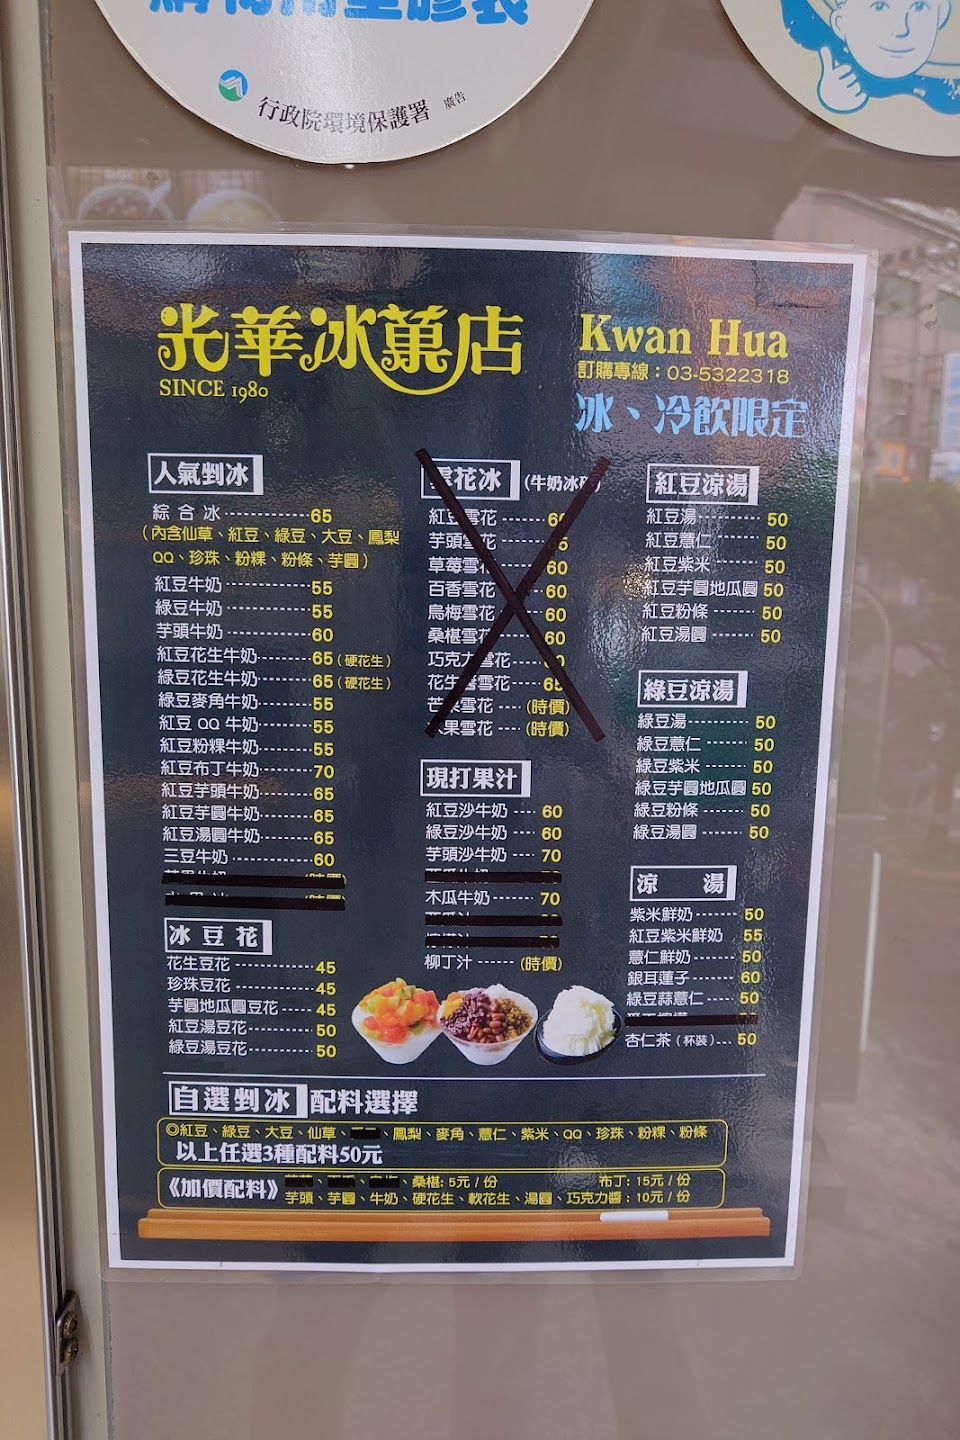 行政院環境保護署 廣告
光華冰菓店
SINCE 1980
Kwan Hua
訂購專線：03-5322318
冰、冷飲限定
人氣剉冰
綜合冰 65
（內含仙草、紅豆、綠豆、大豆、鳳梨
QQ、珍珠、粉粿、粉條、芋圓）
紅豆牛奶 55
綠豆牛奶 55
芋頭牛奶 60
紅豆花生牛奶 65（硬花生）
綠豆花生牛奶 65（硬花生）
綠豆麥角牛奶 55
紅豆QQ牛奶 55
紅豆粉粿牛奶 55
紅豆布丁牛奶 70
紅豆芋頭牛奶 65
紅豆芋圓牛奶 65
紅豆湯圓牛奶 65
三豆牛奶 60
冰豆花
花生豆花 45
珍珠豆花 45
芋圓地瓜圓豆花 45
紅豆湯豆花 50
綠豆湯豆花 50
花冰（牛奶冰
紅豆雪花
芋頭雪花
草莓雪花 60
百香雪花 60
烏梅雪花 60
桑椹雪花 60
巧克力雪花
花生醬雪花 65
芒果雪花（時價）
果雪花（時價）
現打果汁
紅豆沙牛奶 60
綠豆沙牛奶 60
芋頭沙牛奶 70
木瓜牛奶 70
柳丁汁（時價）
紅豆涼湯
紅豆湯 50
紅豆薏仁 50
紅豆紫米 50
紅豆芋圓地瓜圓 50
紅豆粉條 50
紅豆湯圓 50
綠豆涼湯
綠豆湯 50
綠豆薏仁 50
綠豆紫米 50
綠豆芋圓地瓜圓 50
綠豆粉條 50
綠豆湯圓 50
涼 湯
紫米鮮奶 50
紅豆紫米鮮奶 55
薏仁鮮奶 50
銀耳蓮子 60
綠豆蒜薏仁 50
杏仁茶（杯裝） 50
自選剉冰 配料選擇
◎紅豆、綠豆、大豆、仙草、、鳳梨、麥角、薏仁、紫米、QQ、珍珠、粉粿、粉條
以上任選3種配料50元
《加價配料》
、桑椹：5元／份 布丁：15元／份
芋頭、芋圓、牛奶、硬花生、軟花生、湯圓、巧克力醬：10元／份